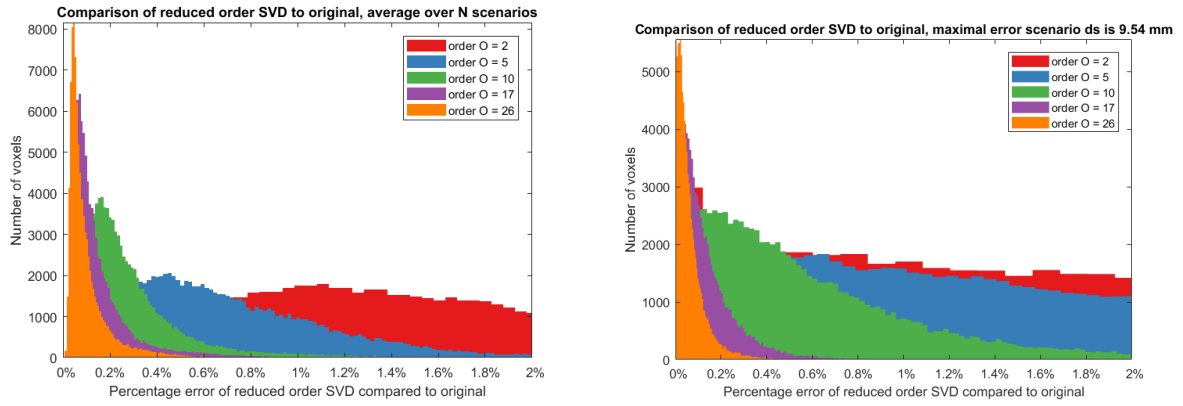 Comparison of reduced order SVD to original, average over N scenarios
8000
7000
6000
5000
4000
3000
2000
1000
0
Number of voxels
order O = 2
order O = 5
order O = 10
order O = 17
order O = 26
0% 0.2% 0.4% 0.6% 0.8% 1% 1.2% 1.4% 1.6% 1.8% 2%
Percentage error of reduced order SVD compared to original
Comparison of reduced order SVD to original, maximal error scenario ds is 9.54 mm
5000
4000
3000
2000
1000
0
Number of voxels
order O = 2
order O = 5
order O = 10
order O = 17
order O = 26
0% 0.2% 0.4% 0.6% 0.8% 1% 1.2% 1.4% 1.6% 1.8% 2%
Percentage error of reduced order SVD compared to original